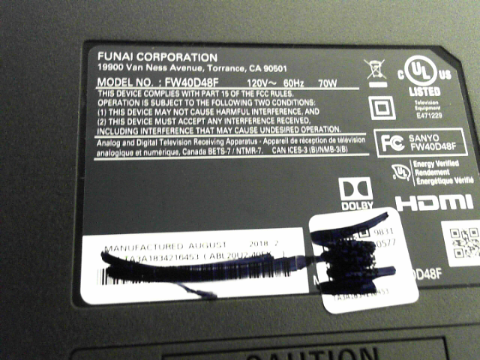 FUNAI CORPORATION
19900 Van Ness Avenue, Torrance, CA 90501
MODEL NO. : FW40D48F 120V~ 60Hz 70W
THIS DEVICE COMPLIES WITH PART 15 OF THE FCC RULES.
OPERATION IS SUBJECT TO THE FOLLOWING TWO CONDITIONS:
(1) THIS DEVICE MAY NOT CAUSE HARMFUL INTERFERENCE, AND
(2) THIS DEVICE MUST ACCEPT ANY INTERFERENCE RECEIVED,
INCLUDING INTERFERENCE THAT MAY CAUSE UNDESIRED OPERATION.
Analog and Digital Television Receiving Apparatus - Appareil de réception de télévision
analogique et numérique, Canada BETS-7 / NTMR-7. CAN ICES-3 (B)/NMB-3(B)
C UL US
LISTED
Television
Equipment
E471229
FC SANYO
FW40D48F
Energy Verified
Rendement
Énergétique Vérifié
DOLBY
HDMI
MANUFACTURED AUGUST 2018
CAUTION